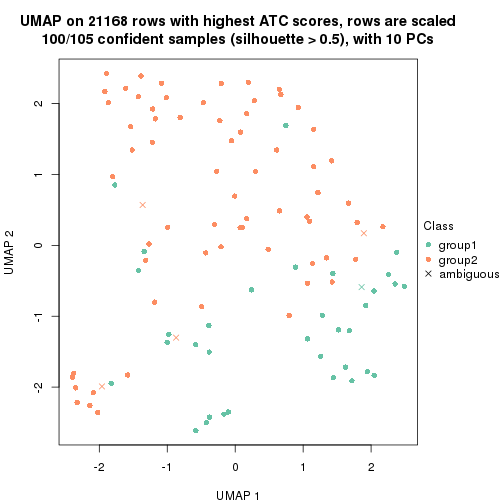 UMAP on 21168 rows with highest ATC scores, rows are scaled
100/105 confident samples (silhouette > 0.5), with 10 PCs
2
1
0
-1
-2
UMAP 2
-2
-1
0
1
2
UMAP 1
Class
group1
group2
ambiguous